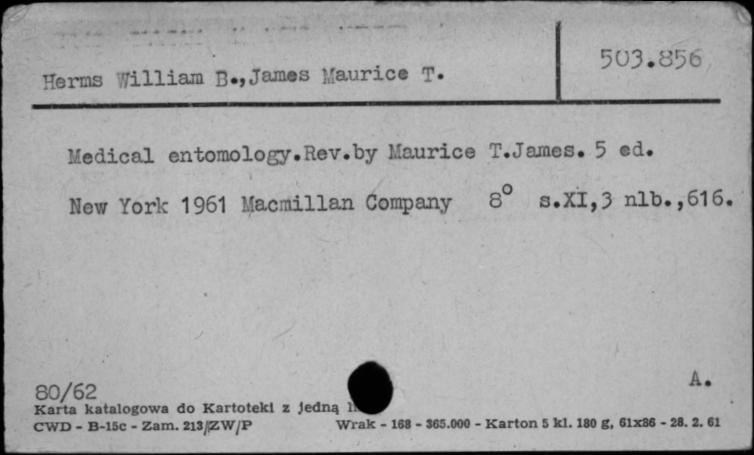 503.856
Herms William B.,James Maurice T.
Medical entomology.Rev.by Maurice T.James. 5 ed.
New York 1961 Macmillan Company 8° s.XI,3 nlb.,616.
A.
80/62
Karta katalogowa do Kartoteki z jedną
CWD - B-15c - Zam. 213/ZW/P Wrak - 168 - 365.000 - Karton 5 kl. 180 g, 61x86 - 28. 2. 61